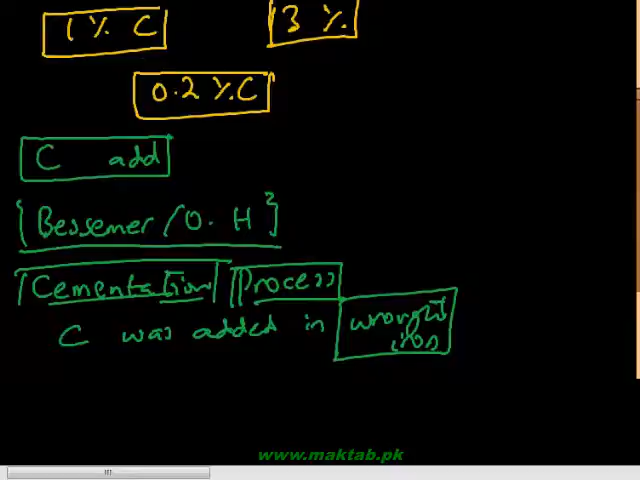 1 % C
3 %.
0.2 % C
C add
[Bessemer / O. H]
Cementation Process
C was added in wrought
iron
www.maktab.pk